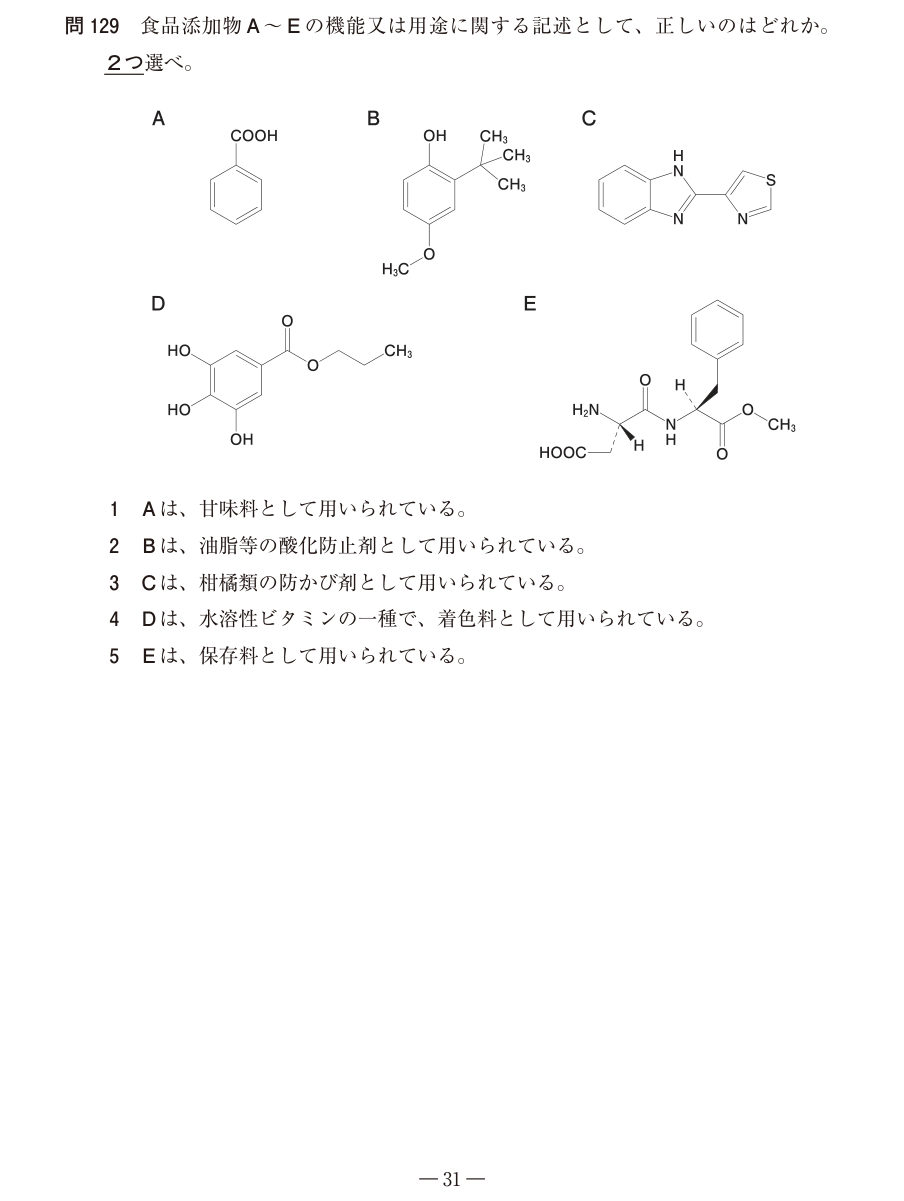 問 129 食品添加物A~Eの機能又は用途に関する記述として、正しいのはどれか。
2つ選べ。
A B C
COOH
OH CH₃ CH₃ CH₃ O H₃C
H N N S N
D E
HO HO OH O O CH₃
H₂N HOOC H O N H H O O CH₃
1 Aは、甘味料として用いられている。
2 Bは、油脂等の酸化防止剤として用いられている。
3 Cは、柑橘類の防かび剤として用いられている。
4 Dは、水溶性ビタミンの一種で、着色料として用いられている。
5 Eは、保存料として用いられている。
— 31 —